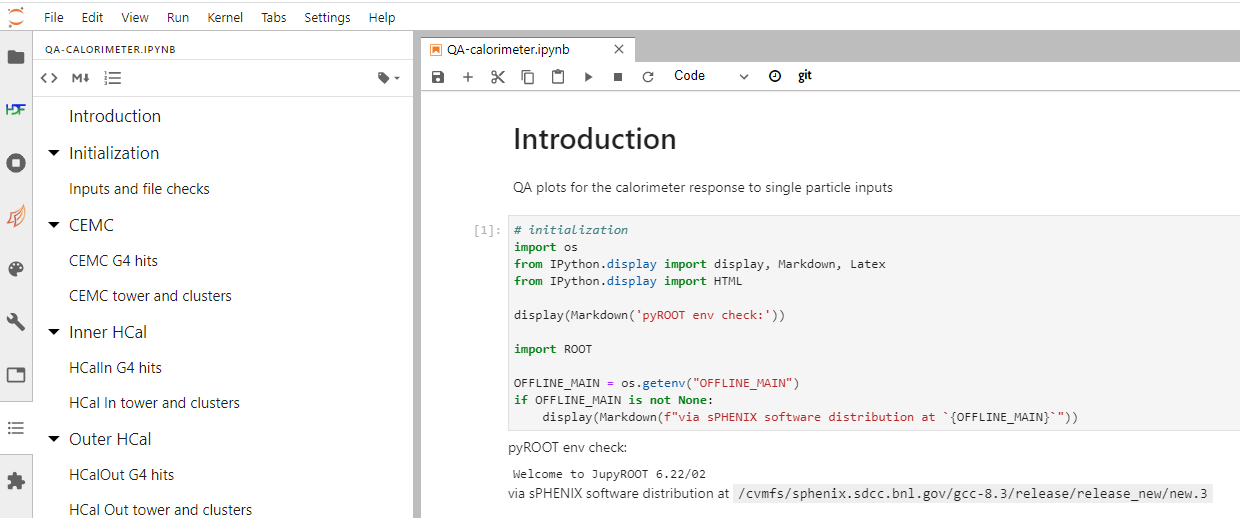 File Edit View Run Kernel Tabs Settings Help
QA-CALORIMETER.IPYNB
M
Introduction
Initialization
Inputs and file checks
CEMC
CEMC G4 hits
CEMC tower and clusters
Inner HCal
HCalIn G4 hits
HCal In tower and clusters
Outer HCal
HCalOut G4 hits
HCal Out tower and clusters
HDF
QA-calorimeter.ipynb
Code git
Introduction
QA plots for the calorimeter response to single particle inputs
[1]:
# initialization
import os
from IPython.display import display, Markdown, Latex
from IPython.display import HTML
display(Markdown('pyROOT env check:'))
import ROOT
OFFLINE_MAIN = os.getenv("OFFLINE_MAIN")
if OFFLINE_MAIN is not None:
    display(Markdown(f"via sPHENIX software distribution at `{OFFLINE_MAIN}`"))
pyROOT env check:
Welcome to JupyROOT 6.22/02
via sPHENIX software distribution at /cvmfs/sphenix.sdcc.bnl.gov/gcc-8.3/release/release_new/new.3